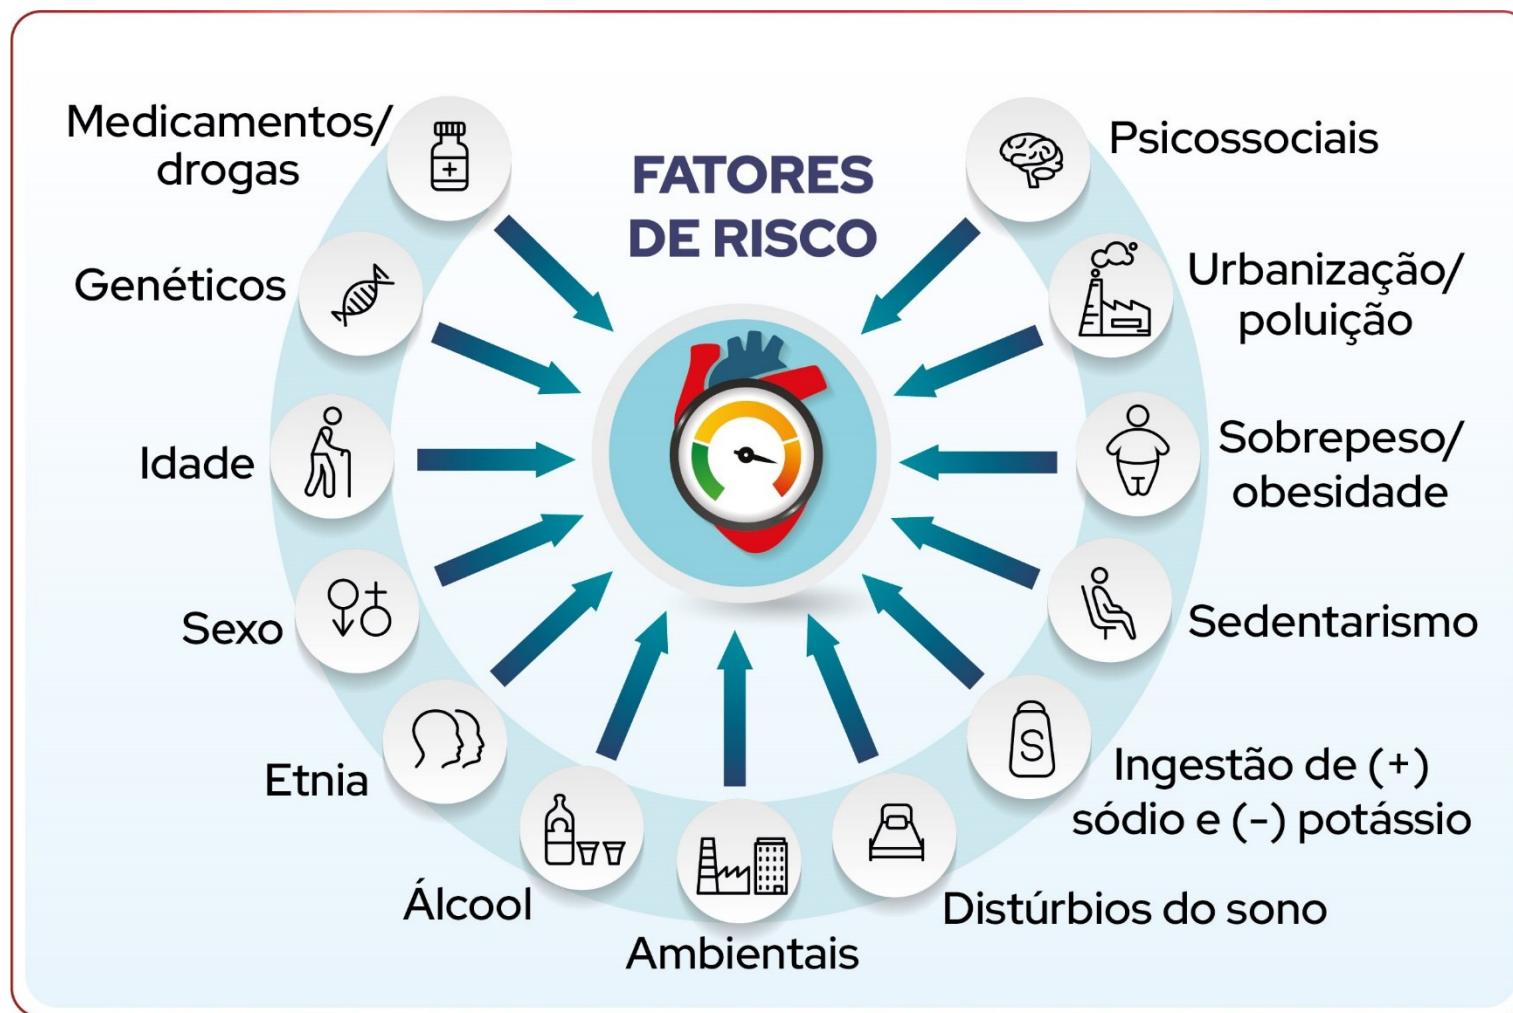 FATORES
DE RISCO
Medicamentos/
drogas
Genéticos
Idade
Sexo
Etnia
Álcool
Ambientais
Distúrbios do sono
Ingestão de (+)
sódio e (-) potássio
Sedentarismo
Sobrepeso/
obesidade
Urbanização/
poluição
Psicossociais
S